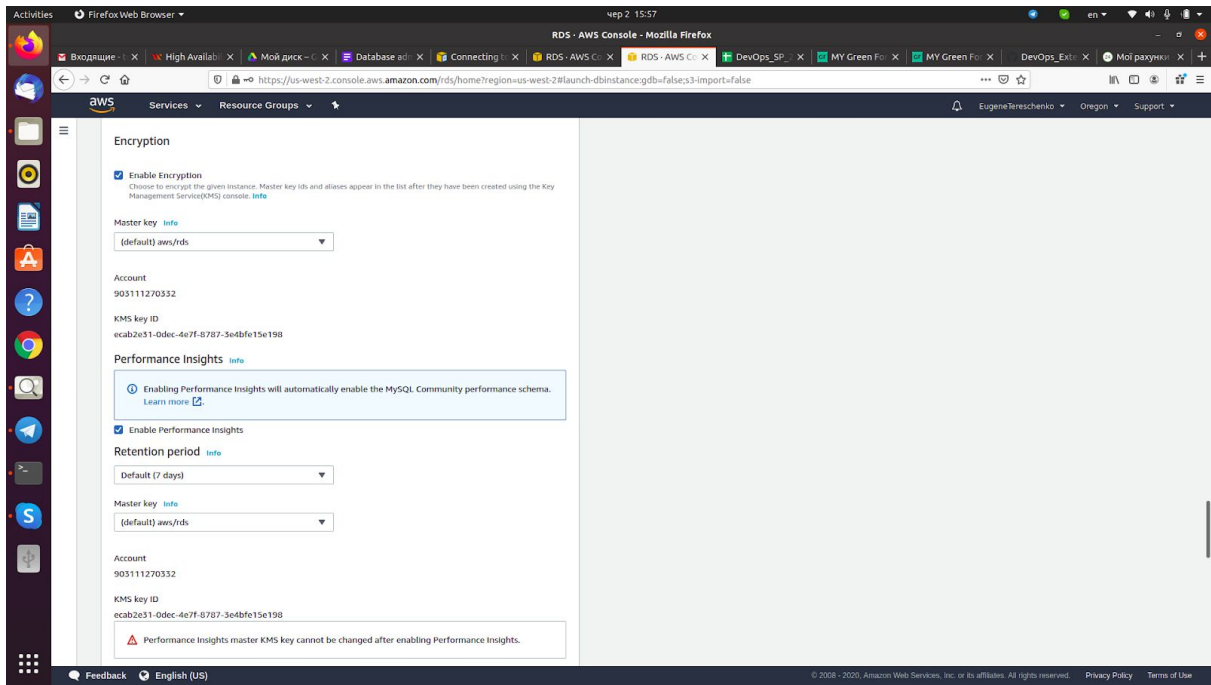 Activities Firefox Web Browser чер 2 15:57 en
RDS · AWS Console - Mozilla Firefox
Входящие - High Availabil Мой диск – G Database adm Connecting to RDS · AWS Co RDS · AWS Co DevOps_SP_2 MY Green For MY Green For DevOps_Exte Мої рахунки
https://us-west-2.console.aws.amazon.com/rds/home?region=us-west-2#launch-dbinstance:gdb=false;s3-import=false
aws Services Resource Groups EugeneTereschenko Oregon Support
Encryption
Enable Encryption
Choose to encrypt the given instance. Master key ids and aliases appear in the list after they have been created using the Key
Management Service(KMS) console. Info
Master key Info
(default) aws/rds
Account
903111270332
KMS key ID
ecab2e31-0dec-4e7f-8787-3e4bfe15e198
Performance Insights Info
Enabling Performance Insights will automatically enable the MySQL Community performance schema.
Learn more
Enable Performance Insights
Retention period Info
Default (7 days)
Master key Info
(default) aws/rds
Account
903111270332
KMS key ID
ecab2e31-0dec-4e7f-8787-3e4bfe15e198
Performance Insights master KMS key cannot be changed after enabling Performance Insights.
Feedback English (US) © 2008 - 2020, Amazon Web Services, Inc. or its affiliates. All rights reserved. Privacy Policy Terms of Use